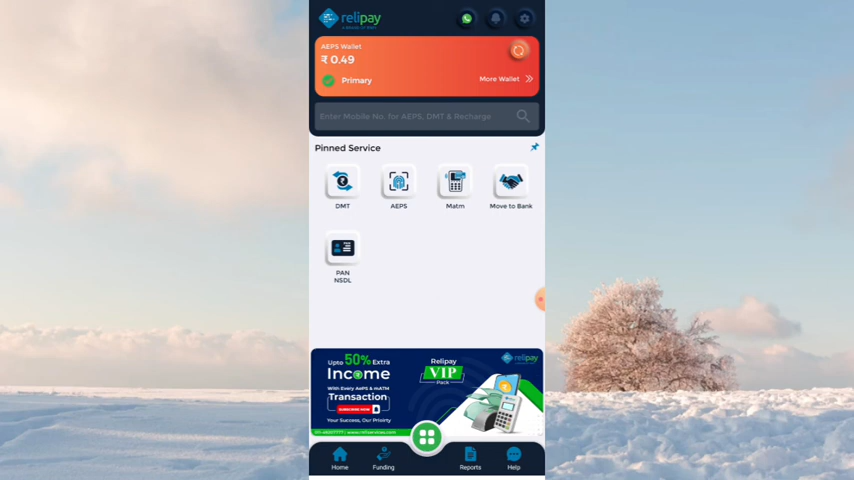 relipay
AEPS Wallet
₹ 0.49
Primary
More Wallet
Enter Mobile No. for AEPS, DMT & Recharge
Pinned Service
DMT
AEPS
Matm
Move to Bank
PAN
NSDL
Upto 50% Extra
Income
With Every AePS & mATM
Transaction
SUBSCRIBE NOW
Your Success, Our Priority
Relipay
VIP
Pack
relipay
Home
Funding
Reports
Help